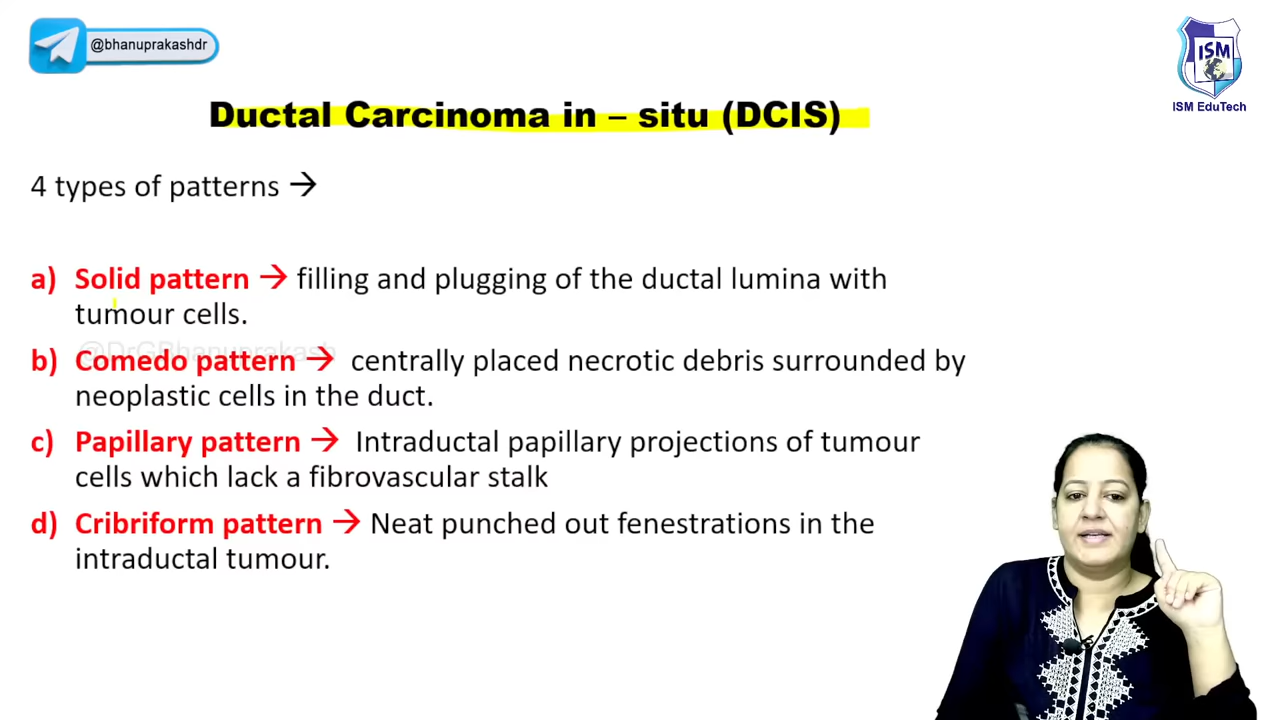 @bhanuprakashdr
ISM
ISM EduTech
Ductal Carcinoma in – situ (DCIS)
4 types of patterns →
a) Solid pattern → filling and plugging of the ductal lumina with
tumour cells.
@DrGBhanuprakash
b) Comedo pattern → centrally placed necrotic debris surrounded by
neoplastic cells in the duct.
c) Papillary pattern → Intraductal papillary projections of tumour
cells which lack a fibrovascular stalk
d) Cribriform pattern → Neat punched out fenestrations in the
intraductal tumour.